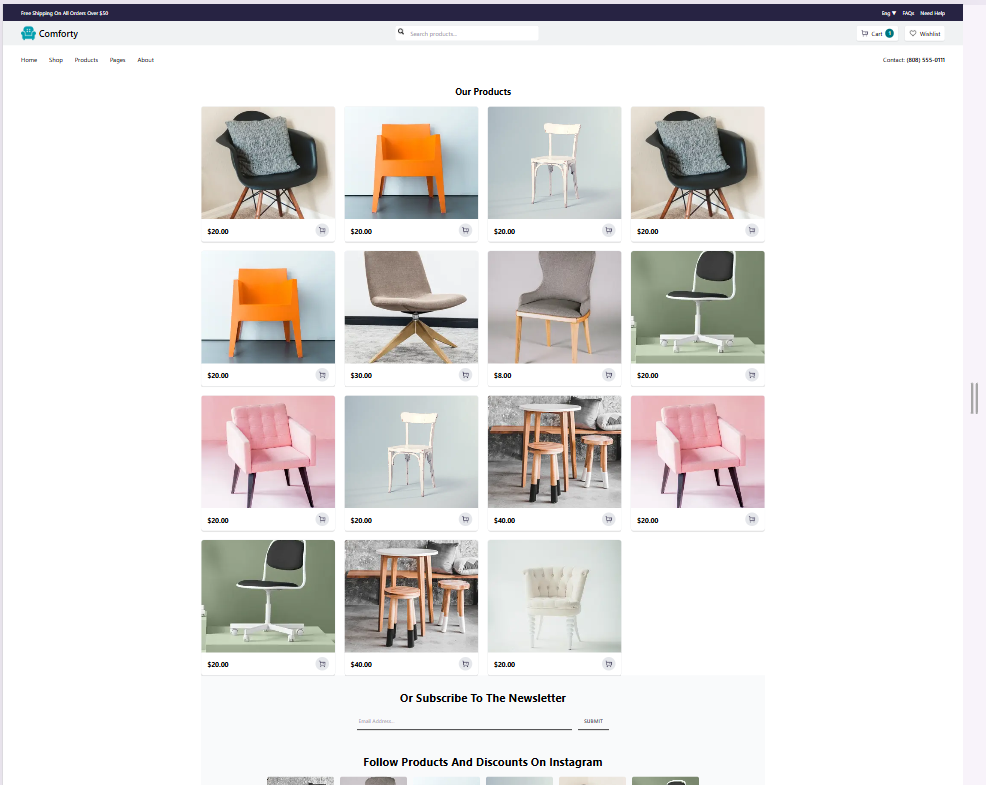 Free Shipping On All Orders Over $50
Eng ▼ FAQs Need Help
Comforty
Search products...
Cart
Wishlist
Home Shop Products Pages About
Contact: (808) 555-0111
Our Products
$20.00 $20.00 $20.00 $20.00
$20.00 $30.00 $8.00 $20.00
$20.00 $20.00 $40.00 $20.00
$20.00 $40.00 $20.00
Or Subscribe To The Newsletter
Email Address...
SUBMIT
Follow Products And Discounts On Instagram